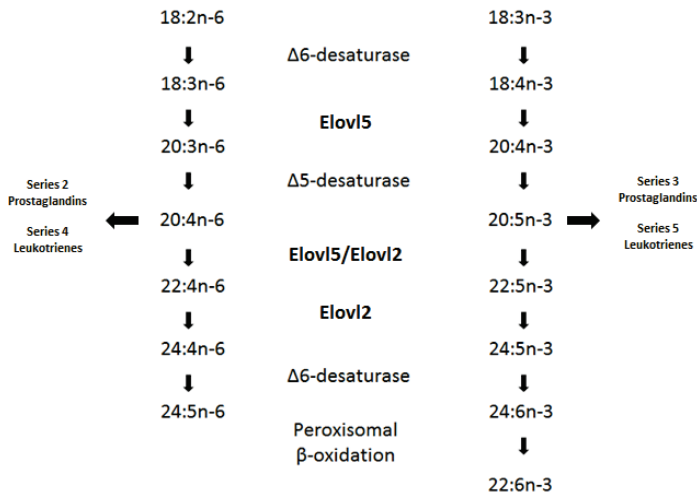 18:2n-6
18:3n-3
Δ6-desaturase
18:3n-6
18:4n-3
Elovl5
20:3n-6
20:4n-3
Δ5-desaturase
Series 2
Prostaglandins
Series 4
Leukotrienes
20:4n-6
20:5n-3
Series 3
Prostaglandins
Series 5
Leukotrienes
Elovl5/Elovl2
22:4n-6
22:5n-3
Elovl2
24:4n-6
24:5n-3
Δ6-desaturase
24:5n-6
24:6n-3
Peroxisomal
β-oxidation
22:6n-3